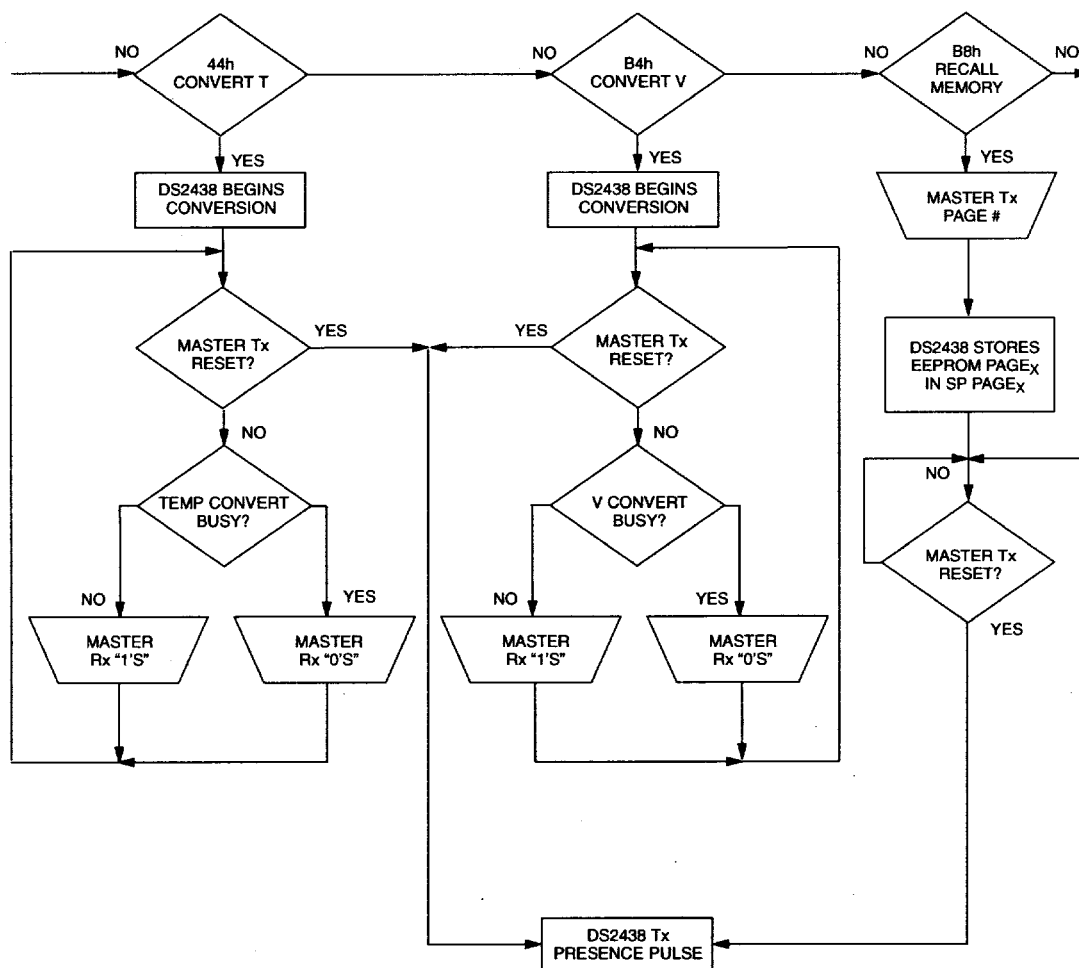 NO
44h
CONVERT T
NO
B4h
CONVERT V
NO
B8h
RECALL
MEMORY
NO
YES
YES
YES
DS2438 BEGINS
CONVERSION
DS2438 BEGINS
CONVERSION
MASTER Tx
PAGE #
MASTER Tx
RESET?
YES
YES
MASTER Tx
RESET?
DS2438 STORES
EEPROM PAGEX
IN SP PAGEX
NO
NO
NO
TEMP CONVERT
BUSY?
V CONVERT
BUSY?
MASTER Tx
RESET?
NO
YES
NO
YES
YES
MASTER
Rx "1'S"
MASTER
Rx "0'S"
MASTER
Rx "1'S"
MASTER
Rx "0'S"
DS2438 Tx
PRESENCE PULSE